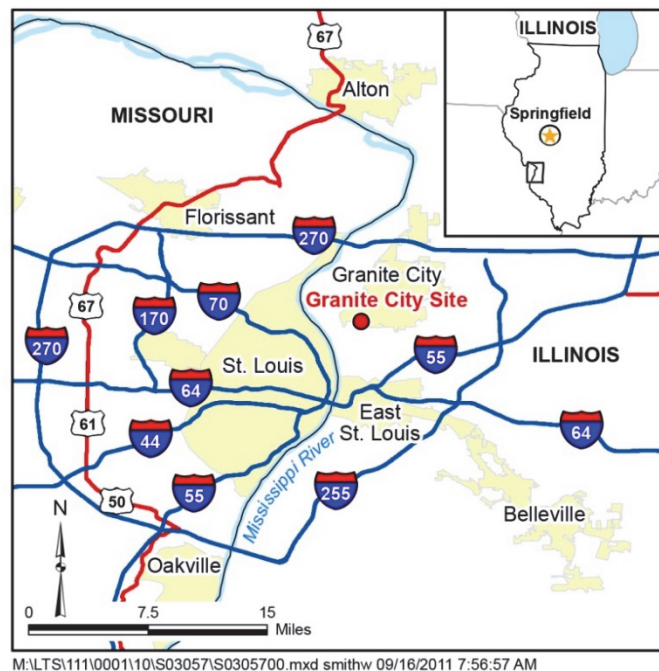 ILLINOIS
Springfield
67
Alton
MISSOURI
Florissant
270
Granite City
Granite City Site
67
170
70
270
55
ILLINOIS
St. Louis
64
East
St. Louis
61
44
64
Mississippi River
55
255
50
Belleville
N
Oakville
0
7.5
15
Miles
M:\LTS\111\0001\10\S03057\S0305700.mxd smithw 09/16/2011 7:56:57 AM